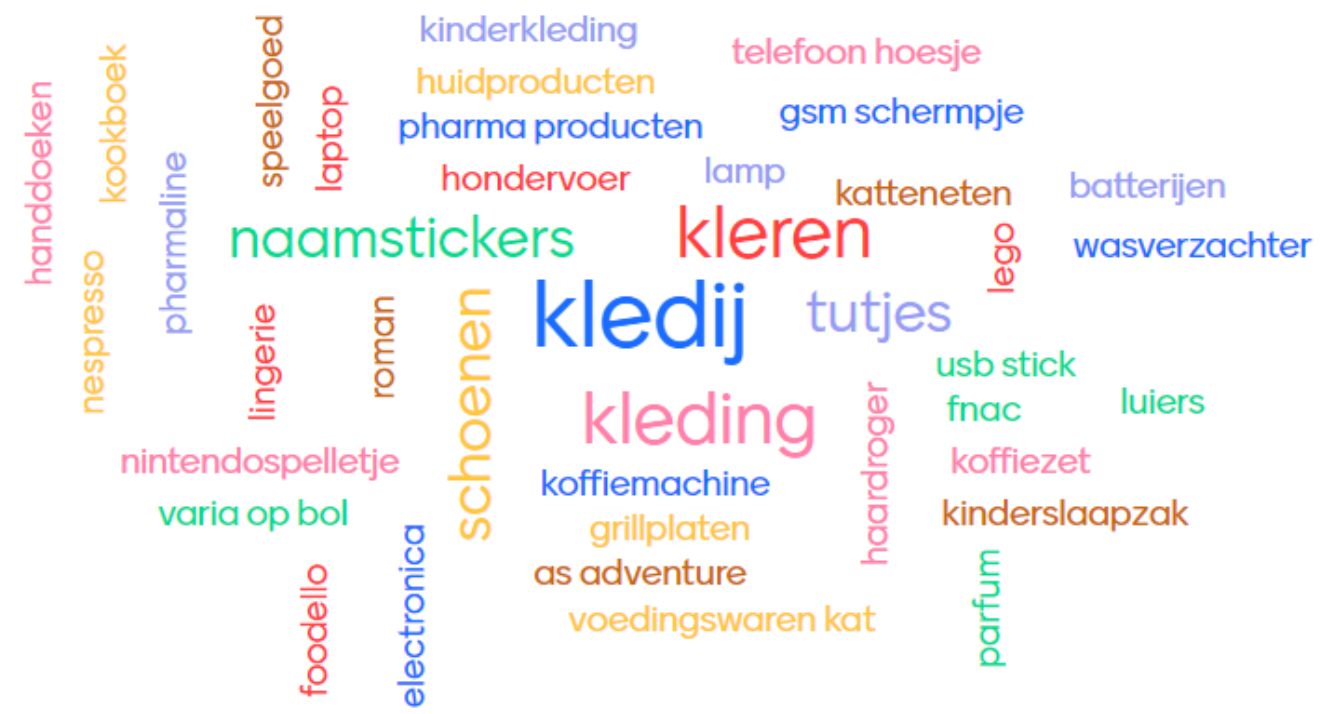 kinderkleding
telefoon hoesje
speelgoed
kookboek
huidproducten
handdoeken
laptop
pharma producten
gsm schermpje
pharmaline
hondervoer
lamp
katteneten
batterijen
naamstickers
kleren
lego
wasverzachter
nespresso
lingerie
roman
schoenen
kledij
tutjes
usb stick
fnac
luiers
kleding
haardroger
nintendospelletje
koffiemachine
koffiezet
varia op bol
grillplaten
kinderslaapzak
foodello
electronica
as adventure
parfum
voedingswaren kat